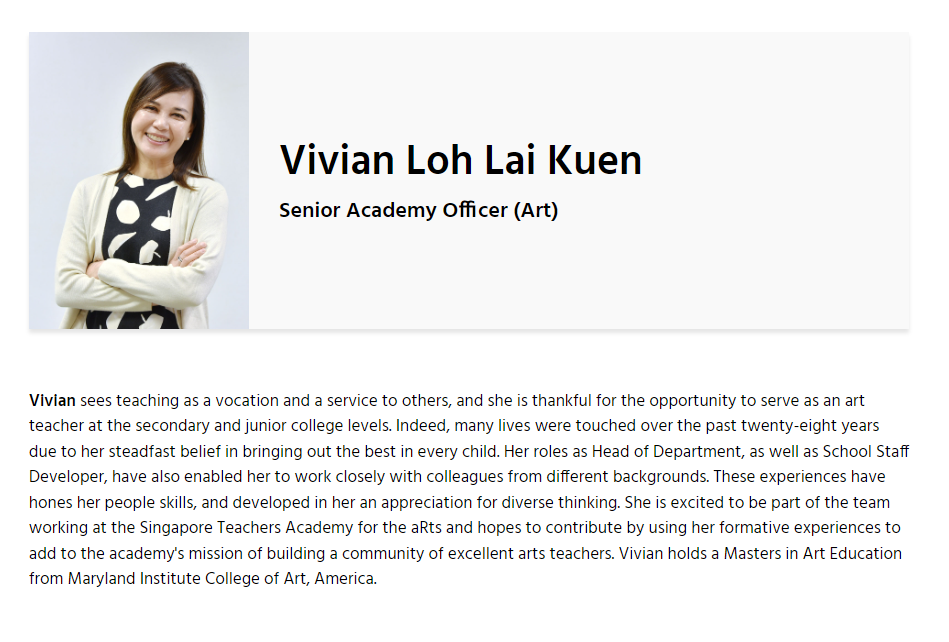 Vivian Loh Lai Kuen
Senior Academy Officer (Art)
Vivian sees teaching as a vocation and a service to others, and she is thankful for the opportunity to serve as an art
teacher at the secondary and junior college levels. Indeed, many lives were touched over the past twenty-eight years
due to her steadfast belief in bringing out the best in every child. Her roles as Head of Department, as well as School Staff
Developer, have also enabled her to work closely with colleagues from different backgrounds. These experiences have
hones her people skills, and developed in her an appreciation for diverse thinking. She is excited to be part of the team
working at the Singapore Teachers Academy for the aRts and hopes to contribute by using her formative experiences to
add to the academy's mission of building a community of excellent arts teachers. Vivian holds a Masters in Art Education
from Maryland Institute College of Art, America.